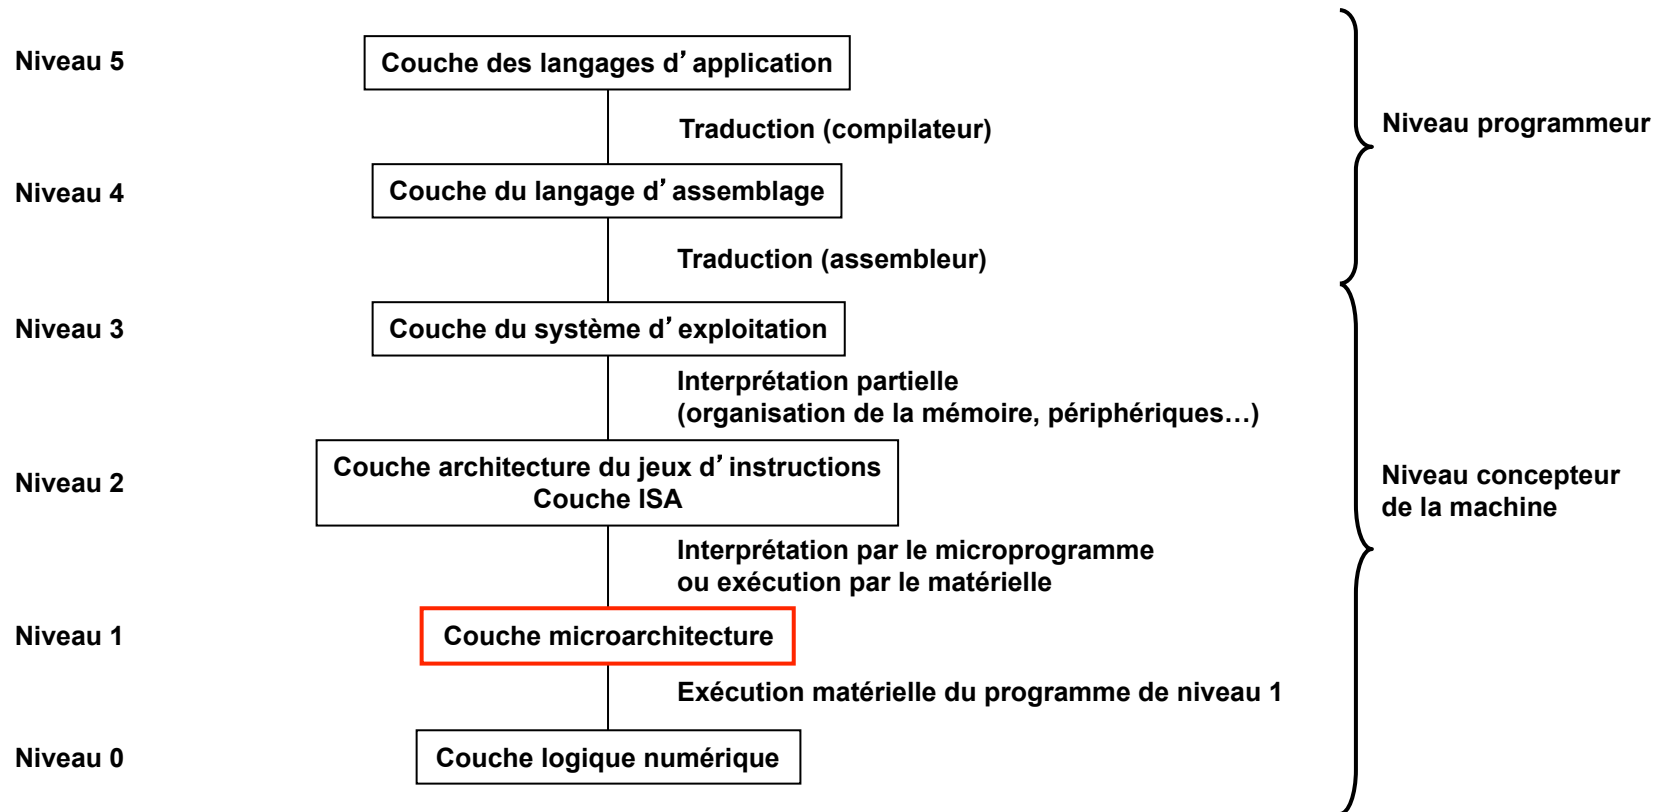 Niveau 5
Couche des langages d’application
Traduction (compilateur)
Niveau programmeur
Niveau 4
Couche du langage d’assemblage
Traduction (assembleur)
Niveau 3
Couche du système d’exploitation
Interprétation partielle
(organisation de la mémoire, périphériques…)
Niveau 2
Couche architecture du jeux d’instructions
Couche ISA
Niveau concepteur
de la machine
Interprétation par le microprogramme
ou exécution par le matérielle
Niveau 1
Couche microarchitecture
Exécution matérielle du programme de niveau 1
Niveau 0
Couche logique numérique